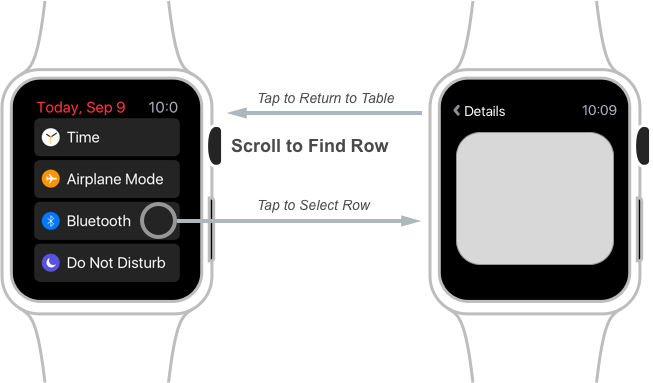 Today, Sep 9 10:0
Time
Airplane Mode
Bluetooth
Do Not Disturb
Tap to Return to Table
Scroll to Find Row
Tap to Select Row
Details 10:09